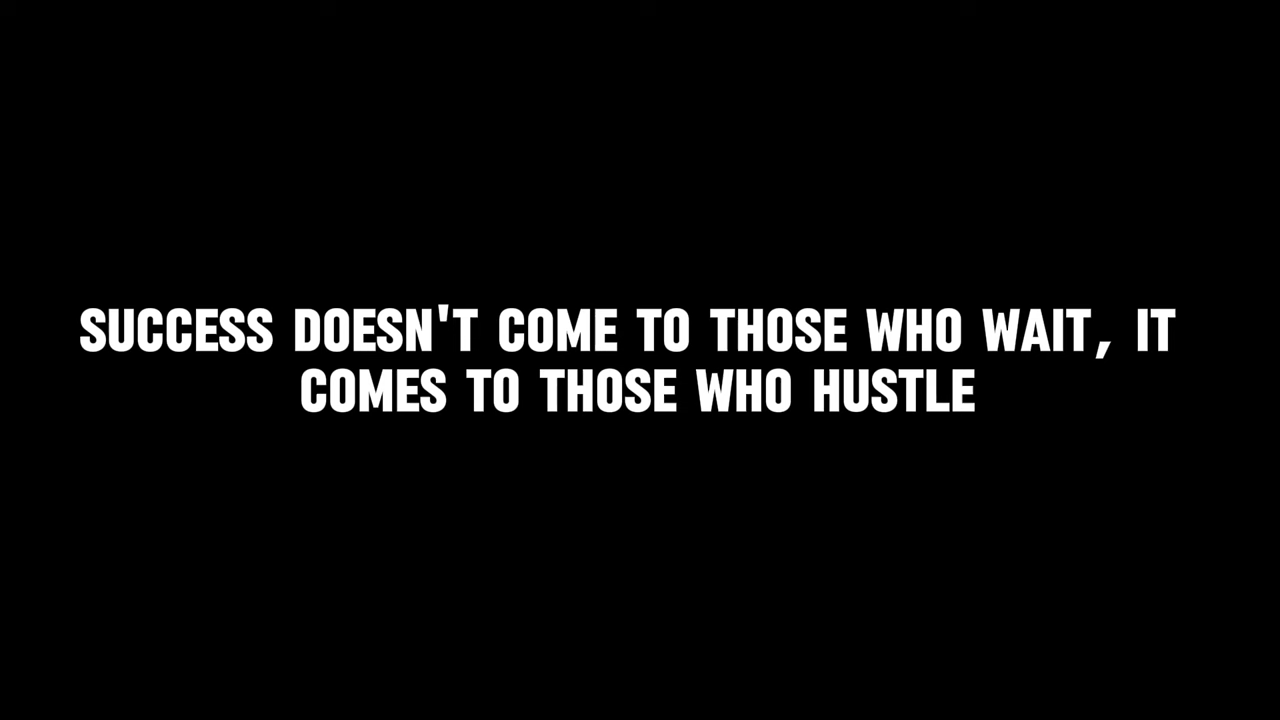 SUCCESS DOESN'T COME TO THOSE WHO WAIT, IT
COMES TO THOSE WHO HUSTLE